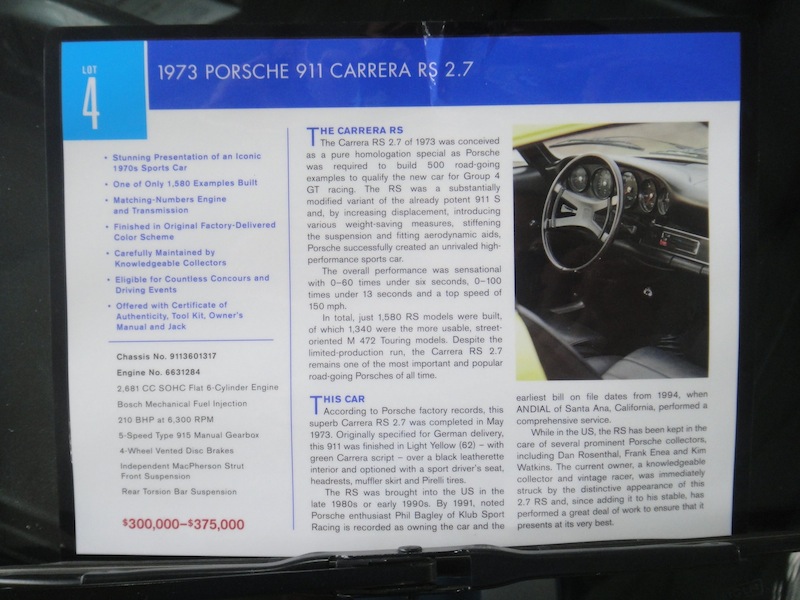 LOT
4
1973 PORSCHE 911 CARRERA RS 2.7
• Stunning Presentation of an Iconic
1970s Sports Car
• One of Only 1,580 Examples Built
• Matching-Numbers Engine
and Transmission
• Finished in Original Factory-Delivered
Color Scheme
• Carefully Maintained by
Knowledgeable Collectors
• Eligible for Countless Concours and
Driving Events
• Offered with Certificate of
Authenticity, Tool Kit, Owner's
Manual and Jack
Chassis No. 9113601317
Engine No. 6631284
2,681 CC SOHC Flat 6-Cylinder Engine
Bosch Mechanical Fuel Injection
210 BHP at 6,300 RPM
5-Speed Type 915 Manual Gearbox
4-Wheel Vented Disc Brakes
Independent MacPherson Strut
Front Suspension
Rear Torsion Bar Suspension
$300,000–$375,000
THE CARRERA RS
The Carrera RS 2.7 of 1973 was conceived
as a pure homologation special as Porsche
was required to build 500 road-going
examples to qualify the new car for Group 4
GT racing. The RS was a substantially
modified variant of the already potent 911 S
and, by increasing displacement, introducing
various weight-saving measures, stiffening
the suspension and fitting aerodynamic aids,
Porsche successfully created an unrivaled high-
performance sports car.
The overall performance was sensational
with 0–60 times under six seconds, 0–100
times under 13 seconds and a top speed of
150 mph.
In total, just 1,580 RS models were built,
of which 1,340 were the more usable, street-
oriented M 472 Touring models. Despite the
limited-production run, the Carrera RS 2.7
remains one of the most important and popular
road-going Porsches of all time.
THIS CAR
According to Porsche factory records, this
superb Carrera RS 2.7 was completed in May
1973. Originally specified for German delivery,
this 911 was finished in Light Yellow (62) – with
green Carrera script – over a black leatherette
interior and optioned with a sport driver's seat,
headrests, muffler skirt and Pirelli tires.
The RS was brought into the US in the
late 1980s or early 1990s. By 1991, noted
Porsche enthusiast Phil Bagley of Klub Sport
Racing is recorded as owning the car and the
earliest bill on file dates from 1994, when
ANDIAL of Santa Ana, California, performed a
comprehensive service.
While in the US, the RS has been kept in the
care of several prominent Porsche collectors,
including Dan Rosenthal, Frank Enea and Kim
Watkins. The current owner, a knowledgeable
collector and vintage racer, was immediately
struck by the distinctive appearance of this
2.7 RS and, since adding it to his stable, has
performed a great deal of work to ensure that it
presents at its very best.